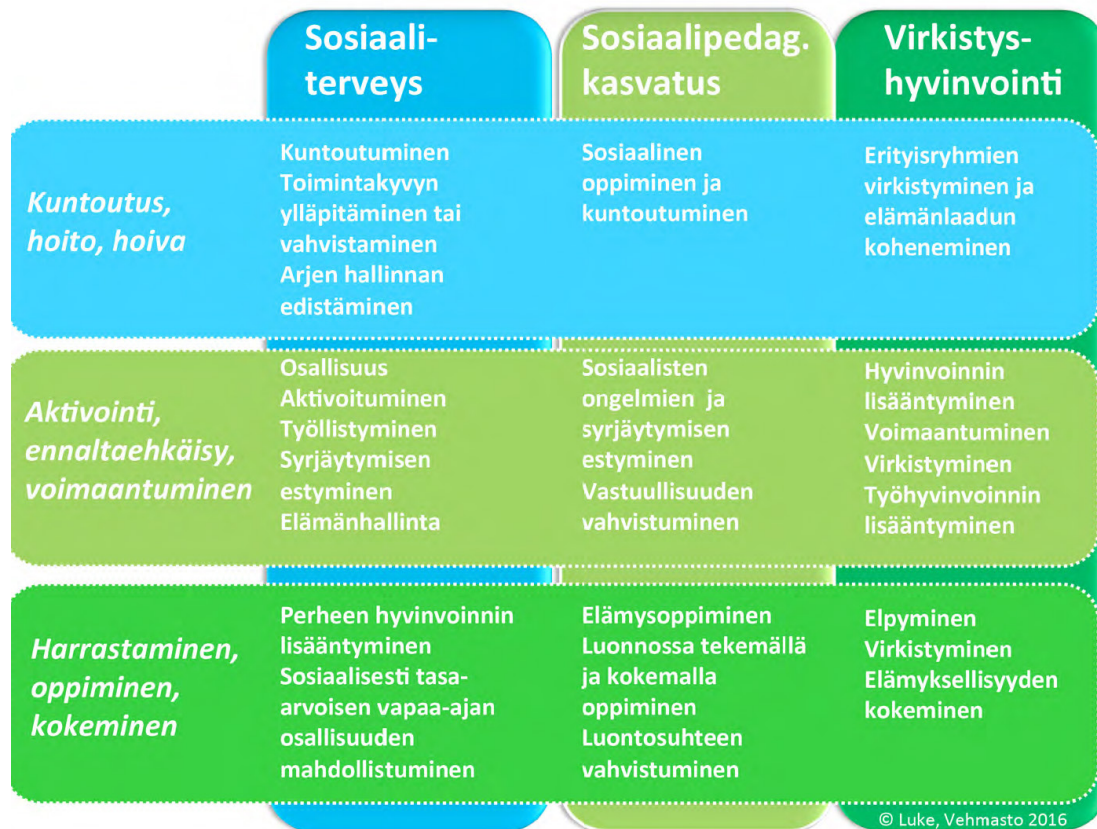 Sosiaali-
terveys
Sosiaalipedag.
kasvatus
Virkistys-
hyvinvointi
Kuntoutus,
hoito, hoiva
Kuntoutuminen
Toimintakyvyn
ylläpitäminen tai
vahvistaminen
Arjen hallinnan
edistäminen
Sosiaalinen
oppiminen ja
kuntoutuminen
Erityisryhmien
virkistyminen ja
elämänlaadun
koheneminen
Aktivointi,
ennaltaehkäisy,
voimaantuminen
Osallisuus
Aktivoituminen
Työllistyminen
Syrjäytymisen
estyminen
Elämänhallinta
Sosiaalisten
ongelmien ja
syrjäytymisen
estyminen
Vastuullisuuden
vahvistuminen
Hyvinvoinnin
lisääntyminen
Voimaantuminen
Virkistyminen
Työhyvinvoinnin
lisääntyminen
Harrastaminen,
oppiminen,
kokeminen
Perheen hyvinvoinnin
lisääntyminen
Sosiaalisesti tasa-
arvoisen vapaa-ajan
osallisuuden
mahdollistuminen
Elämysoppiminen
Luonnossa tekemällä
ja kokemalla
oppiminen
Luontosuhteen
vahvistuminen
Elpyminen
Virkistyminen
Elämyksellisyyden
kokeminen
© Luke, Vehmasto 2016